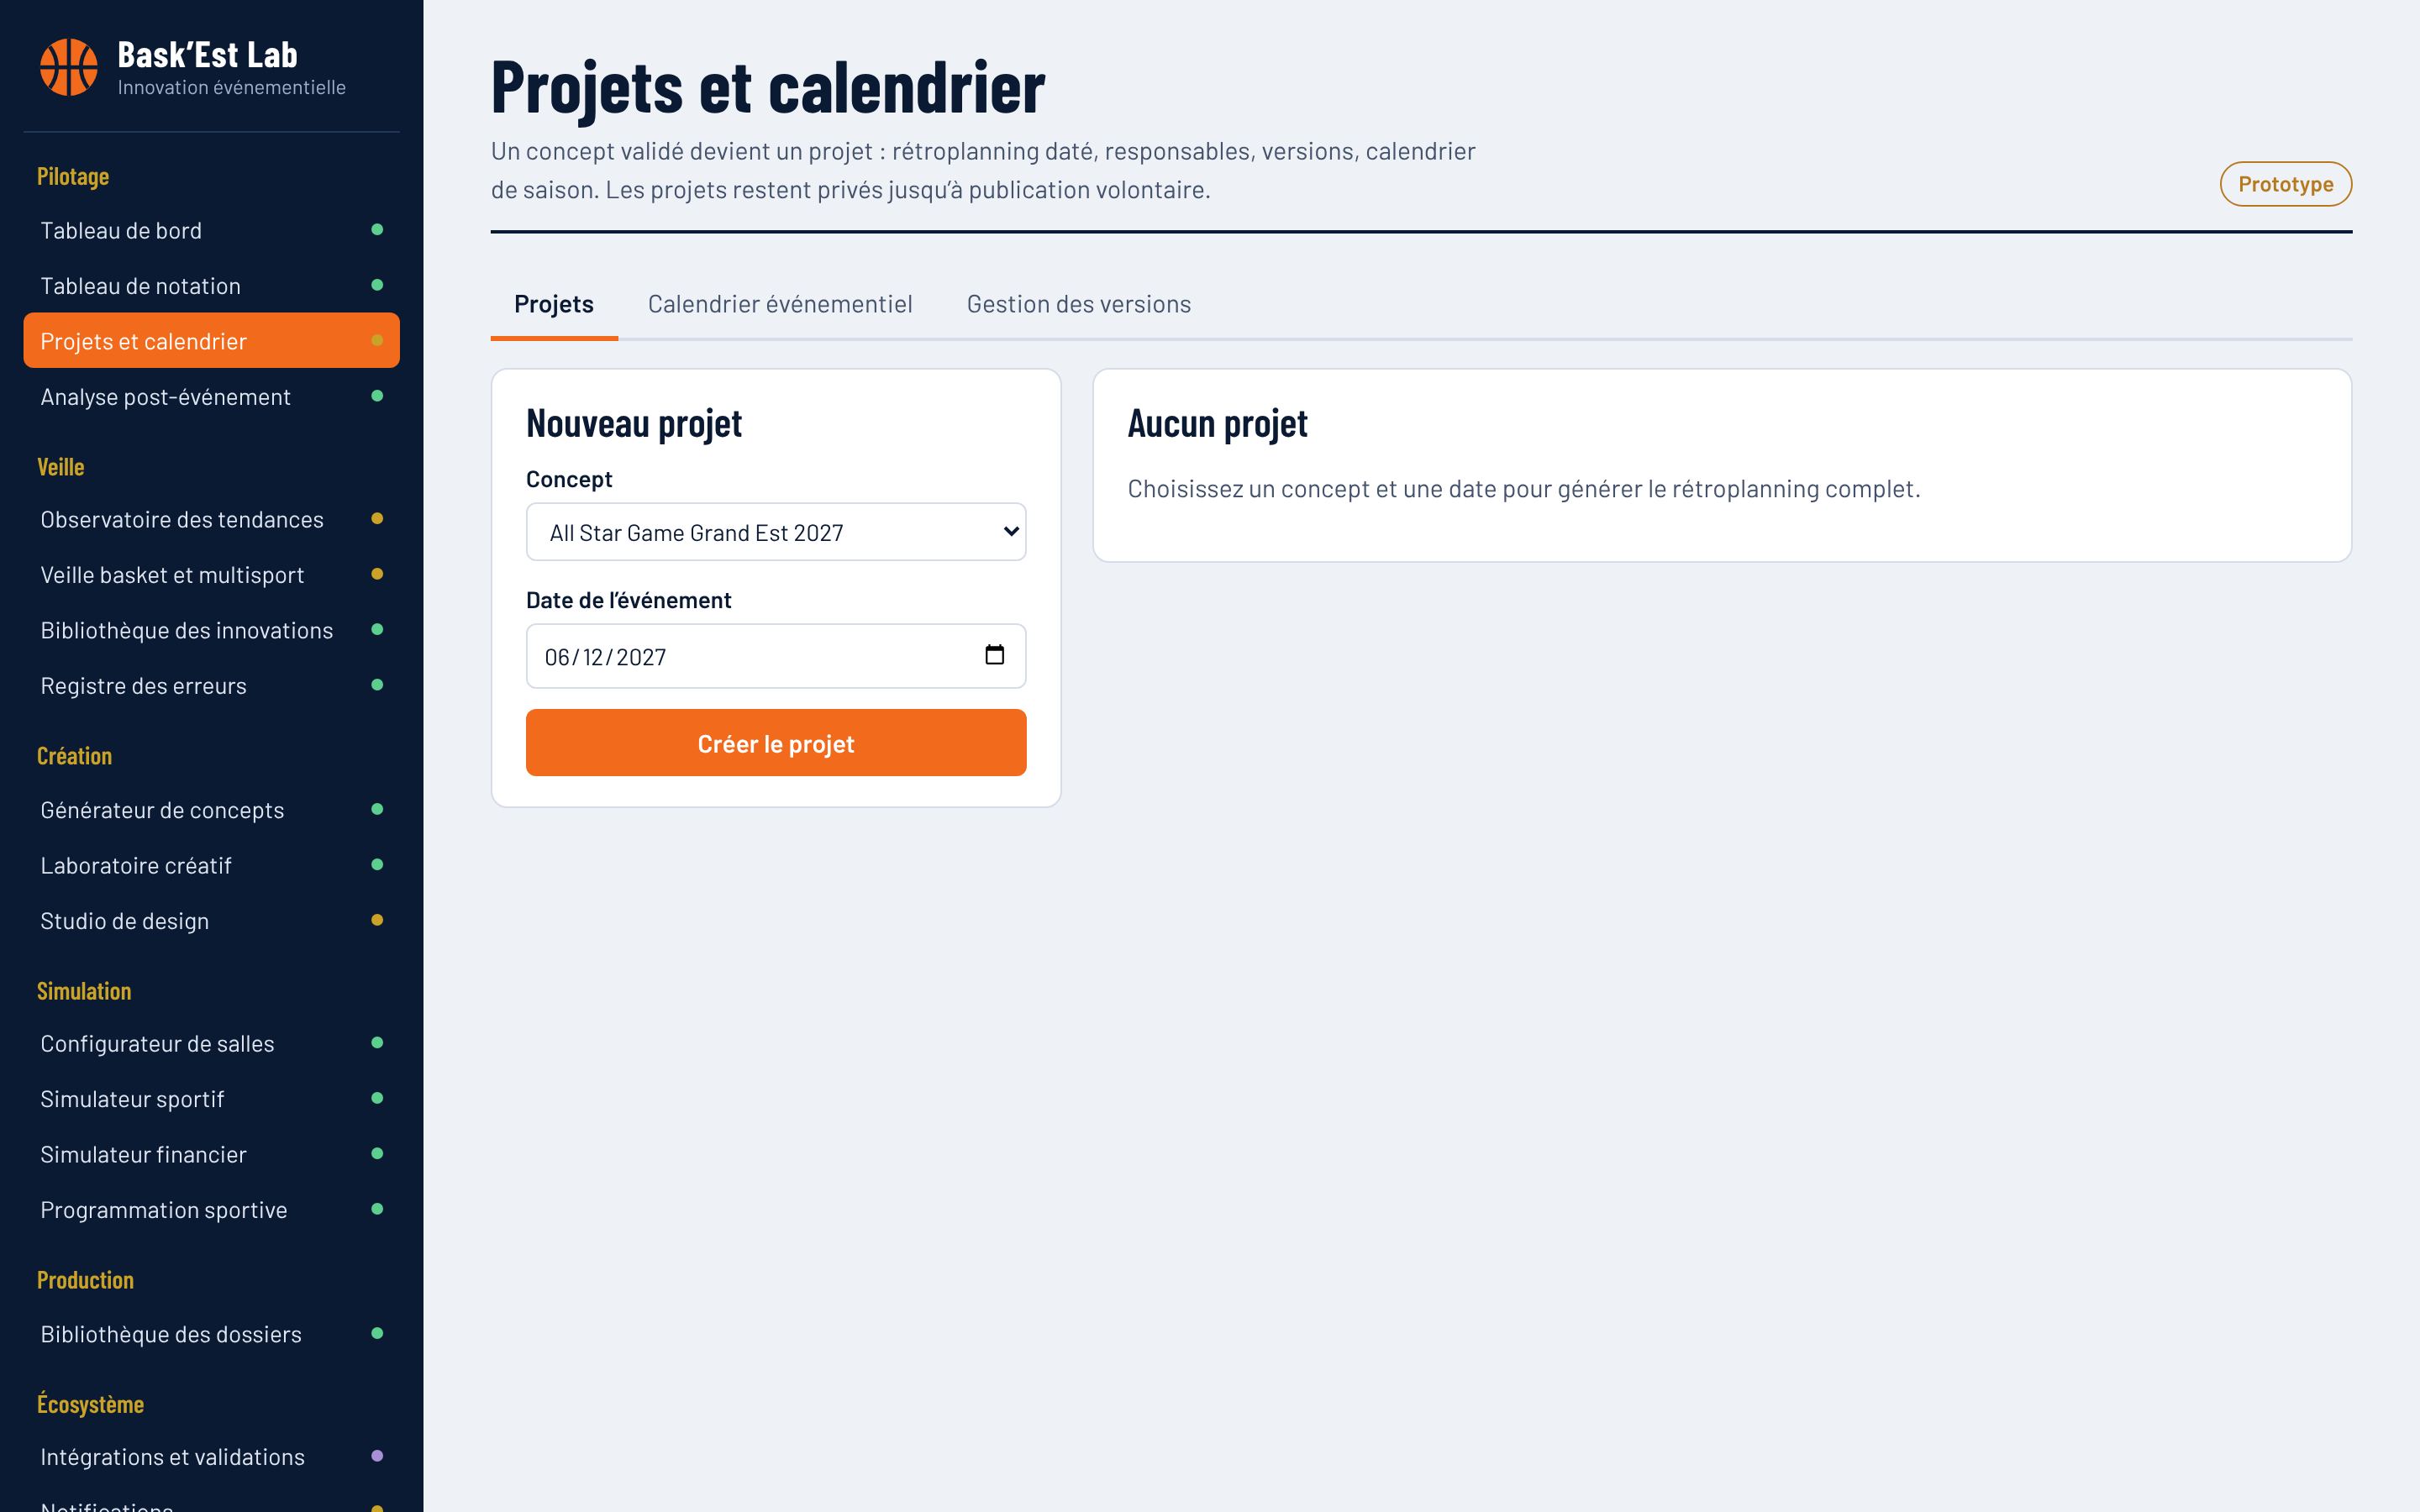 Bask’Est Lab
Innovation événementielle
Pilotage
Tableau de bord
Tableau de notation
Projets et calendrier
Analyse post-événement
Veille
Observatoire des tendances
Veille basket et multisport
Bibliothèque des innovations
Registre des erreurs
Création
Générateur de concepts
Laboratoire créatif
Studio de design
Simulation
Configurateur de salles
Simulateur sportif
Simulateur financier
Programmation sportive
Production
Bibliothèque des dossiers
Écosystème
Intégrations et validations
Notifications
Projets et calendrier
Un concept validé devient un projet : rétroplanning daté, responsables, versions, calendrier
de saison. Les projets restent privés jusqu’à publication volontaire.
Prototype
Projets
Calendrier événementiel
Gestion des versions
Nouveau projet
Concept
All Star Game Grand Est 2027
Date de l’événement
06/12/2027
Créer le projet
Aucun projet
Choisissez un concept et une date pour générer le rétroplanning complet.